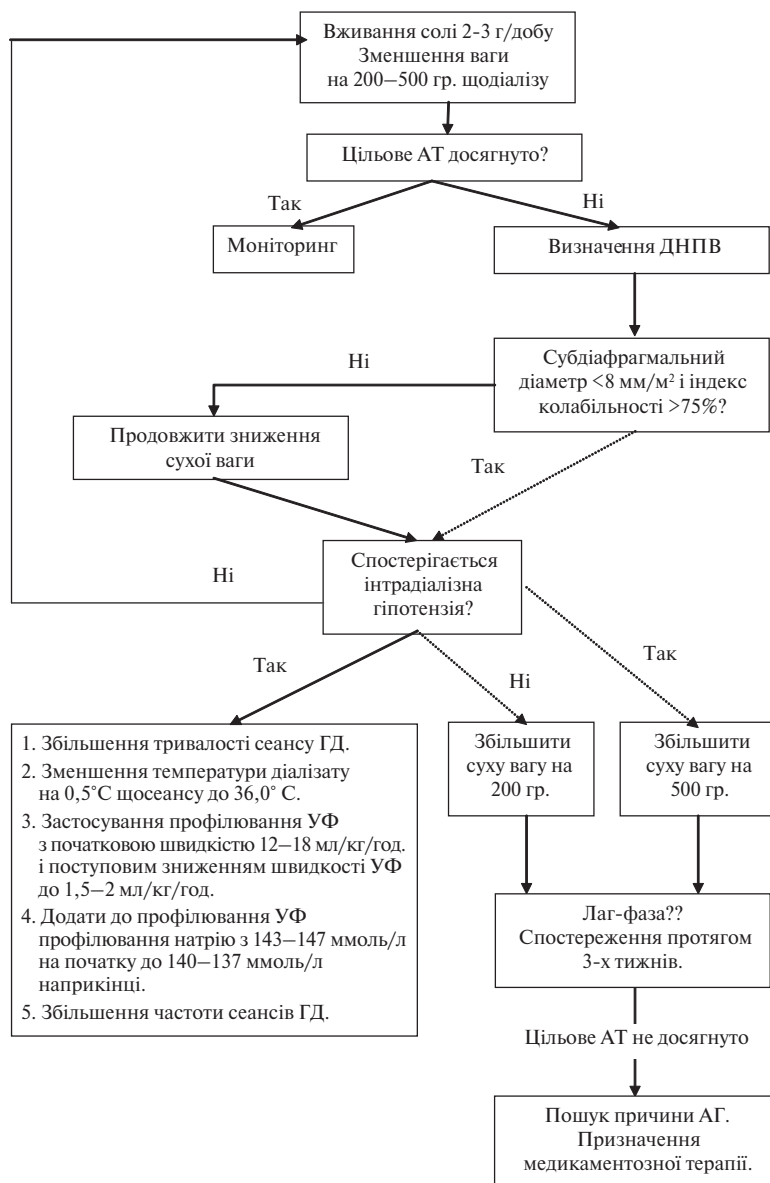 Вживання солі 2-3 г/добу
Зменшення ваги
на 200–500 гр. щодіалізу
Цільове АТ досягнуто?
Так
Ні
Моніторинг
Визначення ДНПВ
Ні
Субдіафрагмальний
діаметр <8 мм/м² і індекс
колабільності >75%?
Продовжити зниження
сухої ваги
Так
Ні
Спостерігається
інтрадіалізна
гіпотензія?
Так
Ні
Так
1. Збільшення тривалості сеансу ГД.
2. Зменшення температури діалізату
на 0,5°С щосеансу до 36,0° С.
3. Застосування профілювання УФ
з початковою швидкістю 12–18 мл/кг/год.
і поступовим зниженням швидкості УФ
до 1,5–2 мл/кг/год.
4. Додати до профілювання УФ
профілювання натрію з 143–147 ммоль/л
на початку до 140–137 ммоль/л
наприкінці.
5. Збільшення частоти сеансів ГД.
Збільшити
суху вагу на
200 гр.
Збільшити
суху вагу на
500 гр.
Лаг-фаза??
Спостереження протягом
3-х тижнів.
Цільове АТ не досягнуто
Пошук причини АГ.
Призначення
медикаментозної терапії.